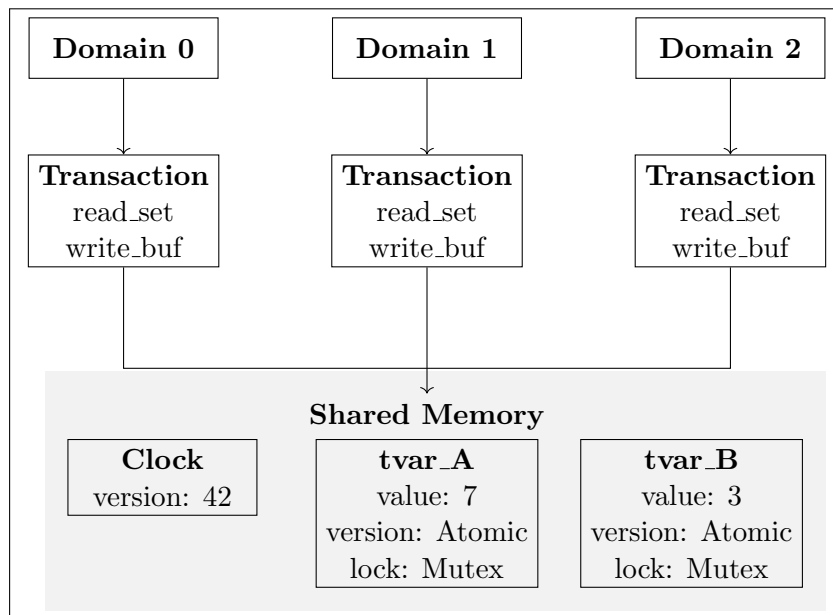 Domain 0
Domain 1
Domain 2
Transaction
read_set
write_buf
Transaction
read_set
write_buf
Transaction
read_set
write_buf
Shared Memory
Clock
version: 42
tvar_A
value: 7
version: Atomic
lock: Mutex
tvar_B
value: 3
version: Atomic
lock: Mutex